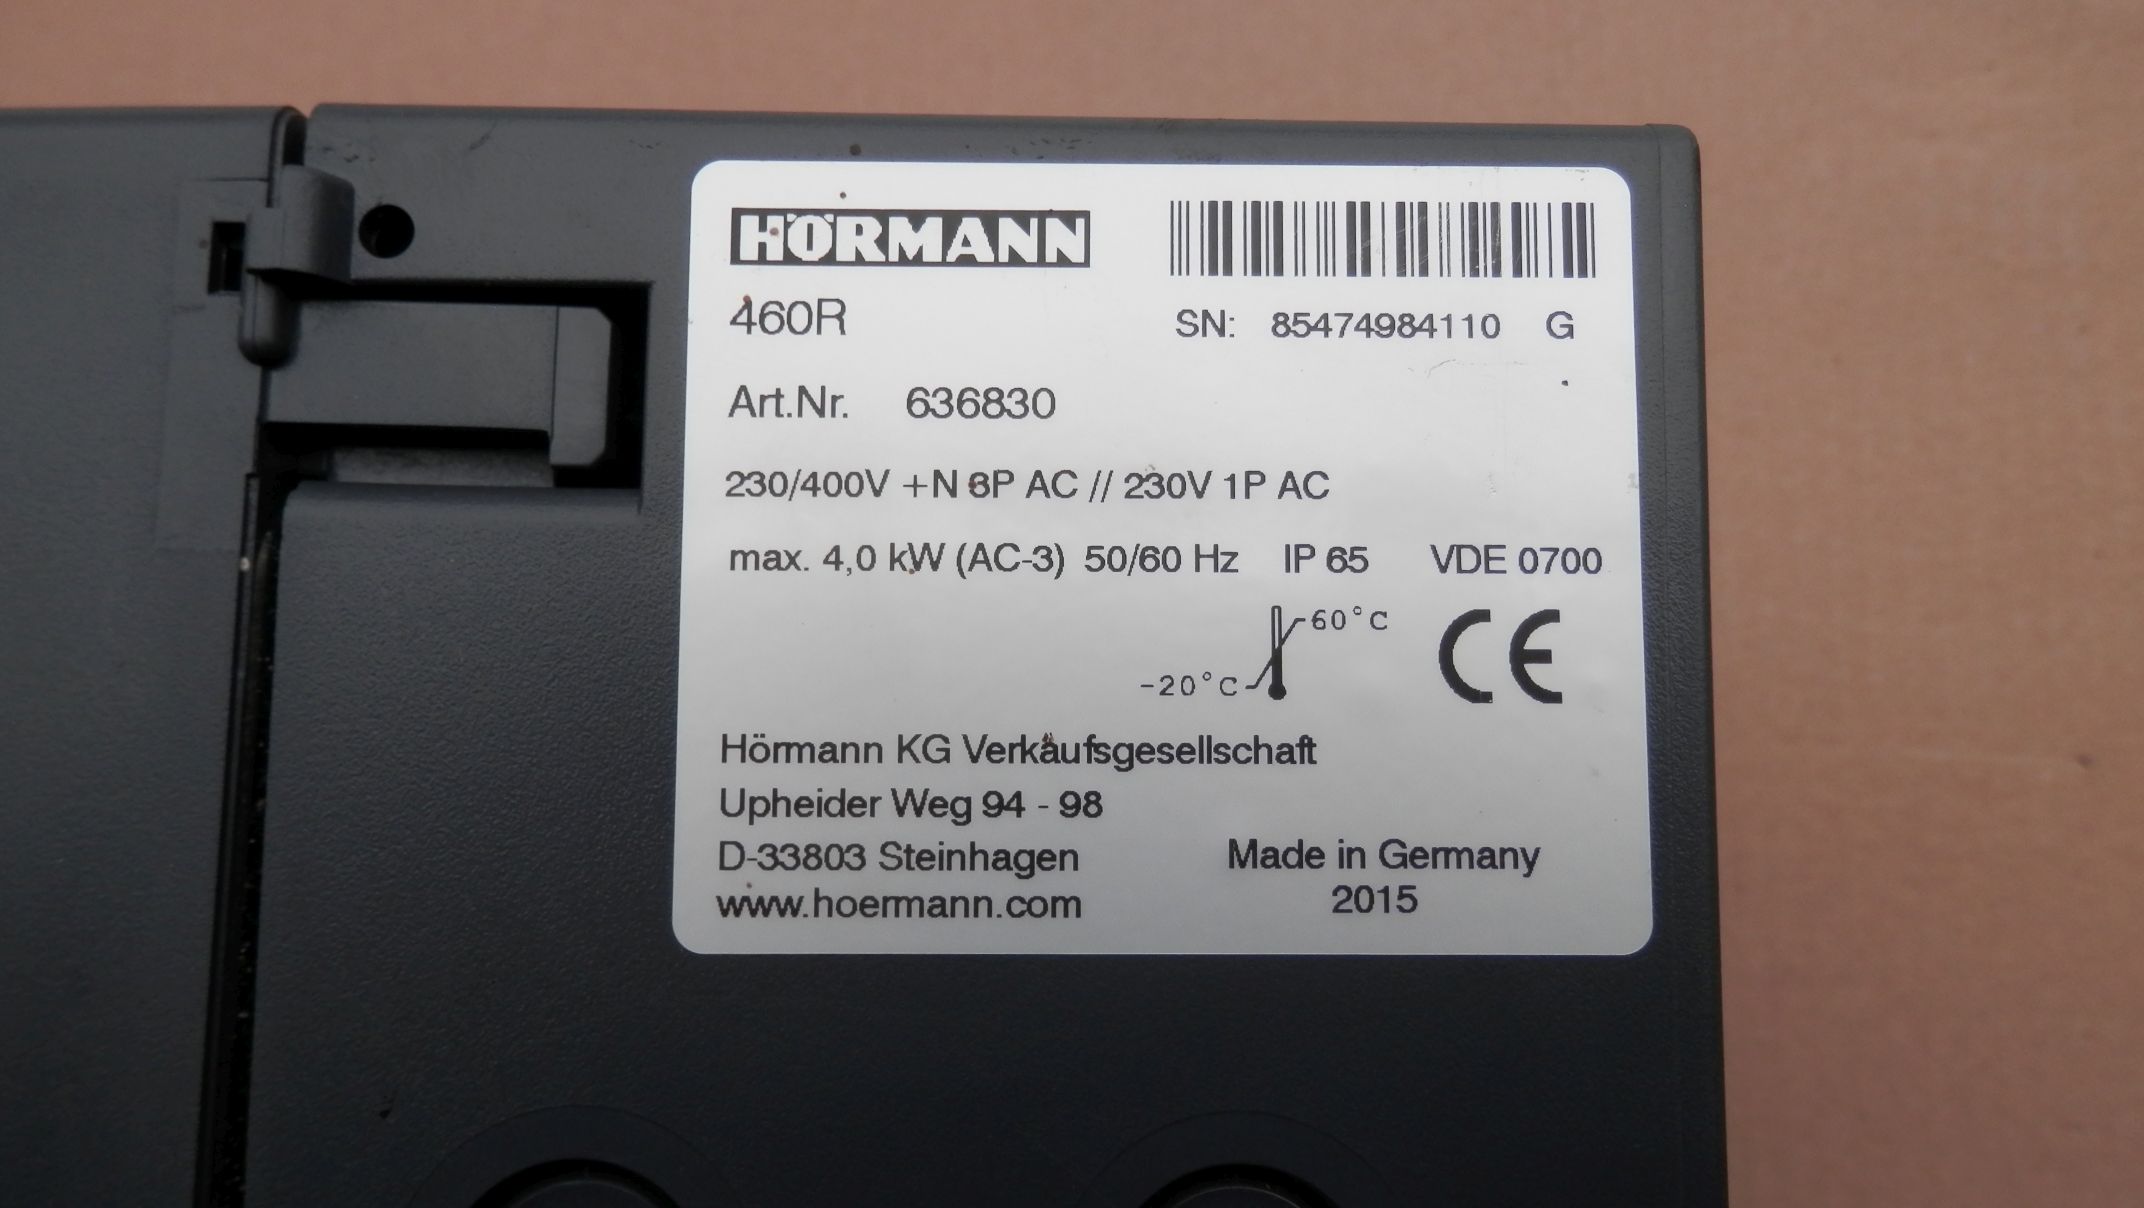 HÖRMANN
460R
SN: 85474984110 G
Art.Nr. 636830
230/400V +N 3P AC // 230V 1P AC
max. 4,0 kW (AC-3) 50/60 Hz IP 65 VDE 0700
60°C
-20°C
CE
Hörmann KG Verkaufsgesellschaft
Upheider Weg 94 - 98
D-33803 Steinhagen
www.hoermann.com
Made in Germany
2015